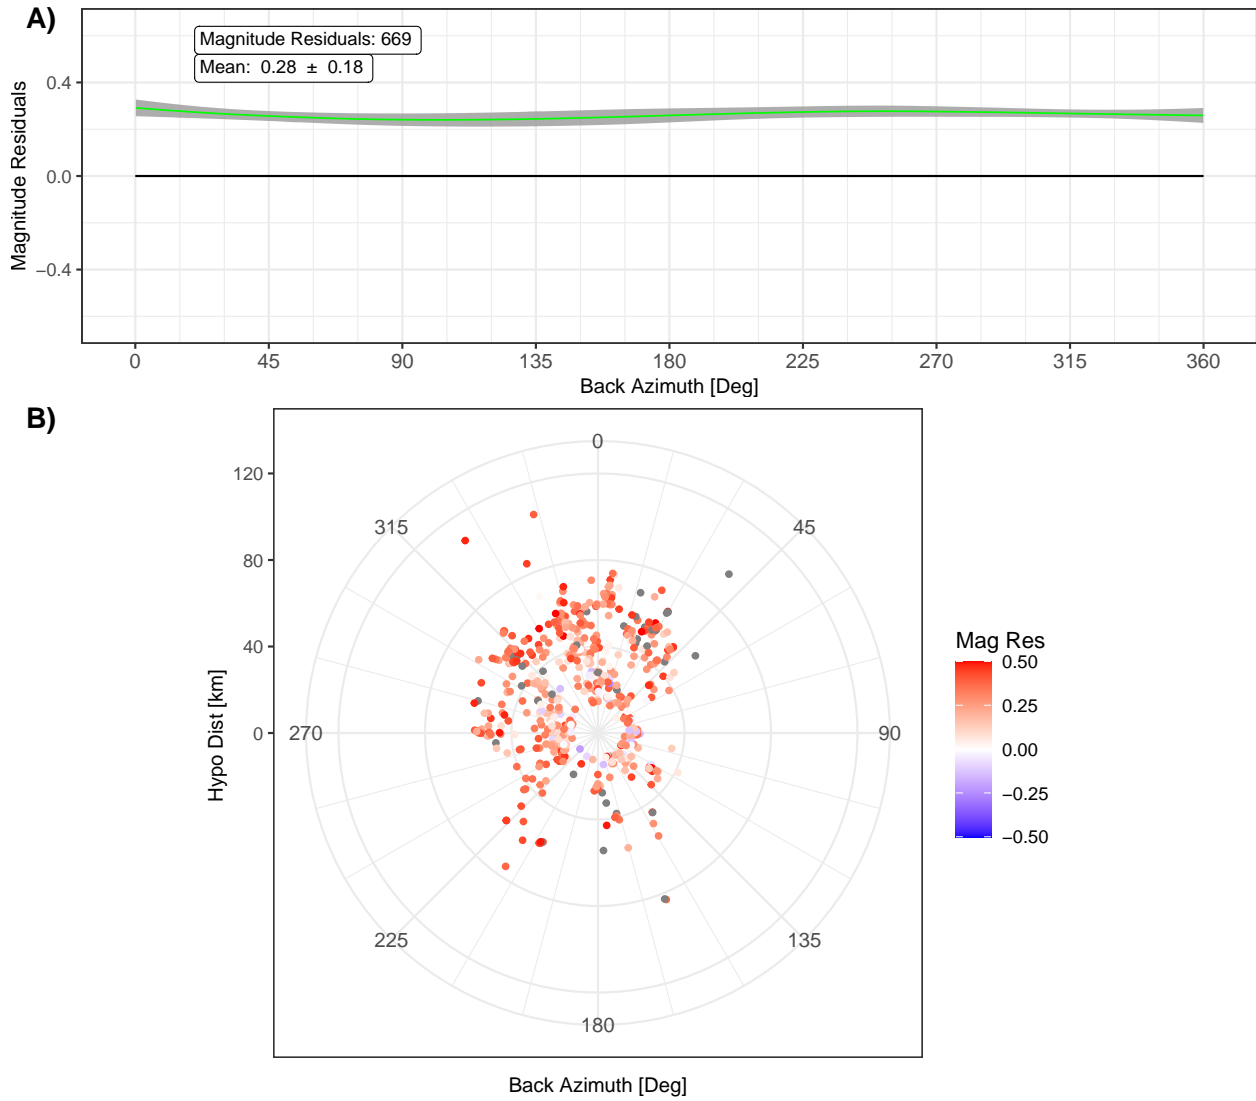 A)
Magnitude Residuals: 669
Mean: 0.28 ± 0.18
Magnitude Residuals
0.4
0.0
−0.4
0 45 90 135 180 225 270 315 360
Back Azimuth [Deg]
B)
Hypo Dist [km]
120
80
40
0
0
45
90
135
180
225
270
315
Back Azimuth [Deg]
Mag Res
0.50
0.25
0.00
−0.25
−0.50